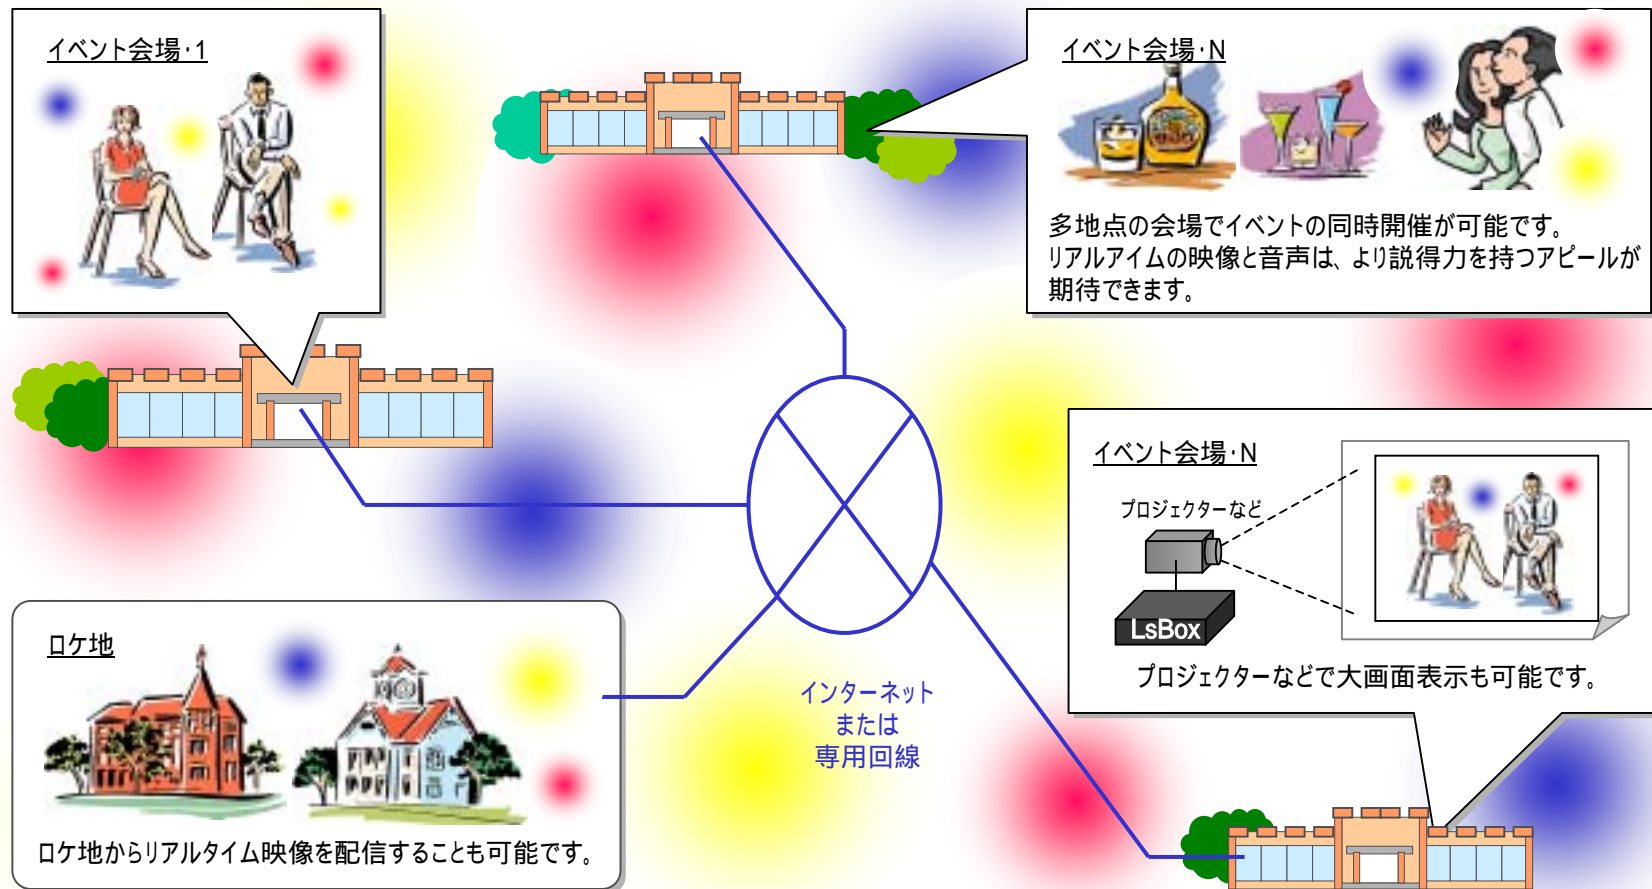 イベント会場・1
イベント会場・N
多地点の会場でイベントの同時開催が可能です。
リアルアイムの映像と音声は、より説得力を持つアピールが
期待できます。
イベント会場・N
プロジェクターなど
LsBox
プロジェクターなどで大画面表示も可能です。
ロケ地
ロケ地からリアルタイム映像を配信することも可能です。
インターネット
または
専用回線